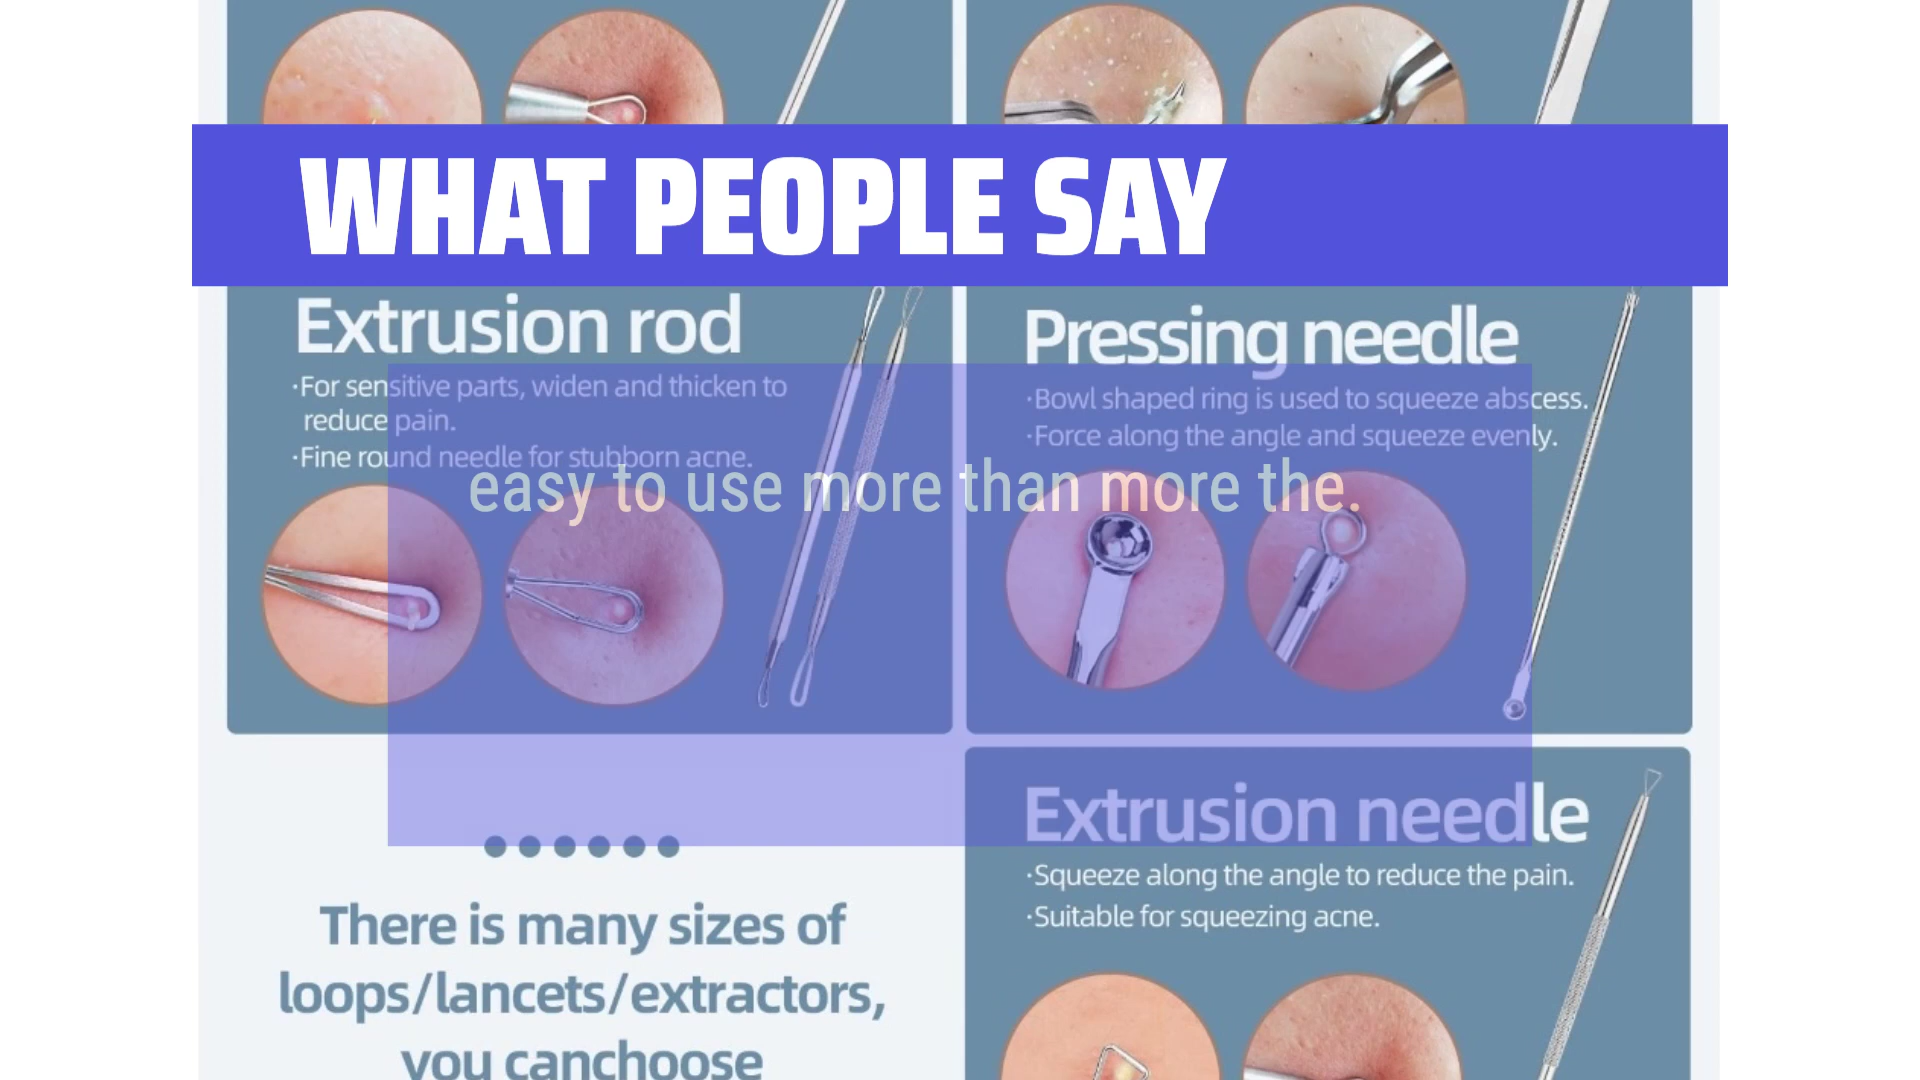 WHAT PEOPLE SAY
Extrusion rod
·For sensitive parts, widen and thicken to
reduce pain.
·Fine round needle for stubborn acne.
Pressing needle
·Bowl shaped ring is used to squeeze abscess.
·Force along the angle and squeeze evenly.
easy to use more than more the.
There is many sizes of
loops/lancets/extractors,
you canchoose
Extrusion needle
·Squeeze along the angle to reduce the pain.
·Suitable for squeezing acne.